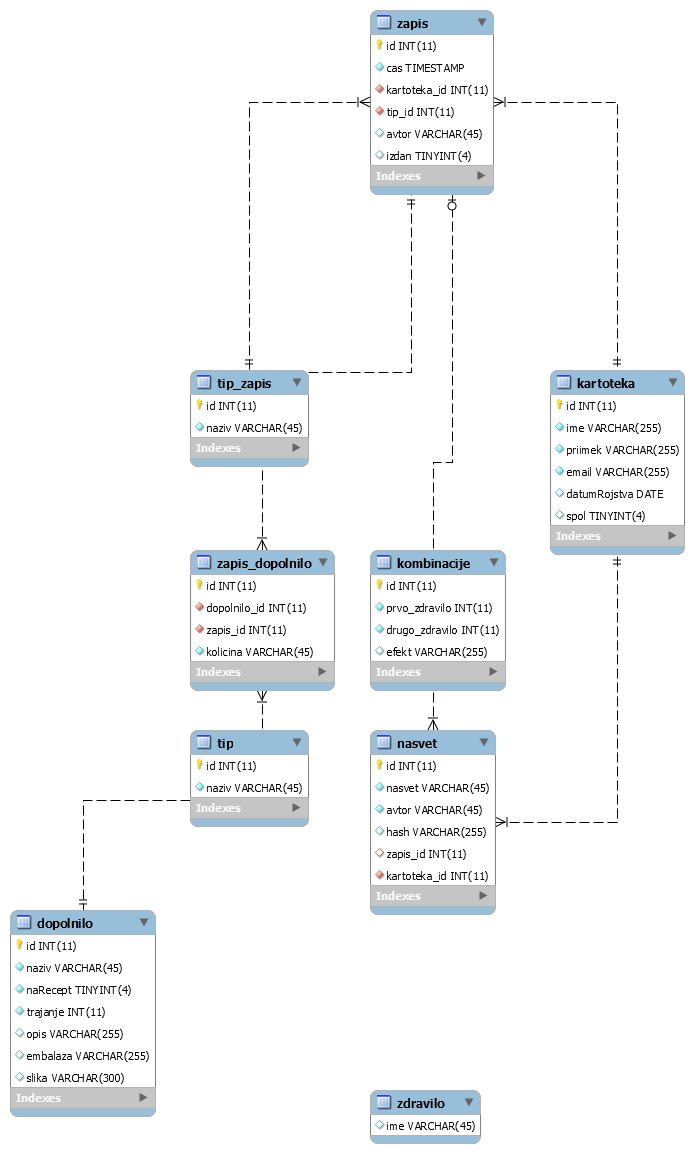 zapis
id INT(11)
cas TIMESTAMP
kartoteka_id INT(11)
tip_id INT(11)
avtor VARCHAR(45)
izdan TINYINT(4)
Indexes
tip_zapis
id INT(11)
naziv VARCHAR(45)
Indexes
kartoteka
id INT(11)
ime VARCHAR(255)
priimek VARCHAR(255)
email VARCHAR(255)
datumRojstva DATE
spol TINYINT(4)
Indexes
zapis_dopolnilo
id INT(11)
dopolnilo_id INT(11)
zapis_id INT(11)
kolicina VARCHAR(45)
Indexes
kombinacije
id INT(11)
prvo_zdravilo INT(11)
drugo_zdravilo INT(11)
efekt VARCHAR(255)
Indexes
tip
id INT(11)
naziv VARCHAR(45)
Indexes
nasvet
id INT(11)
nasvet VARCHAR(45)
avtor VARCHAR(45)
hash VARCHAR(255)
zapis_id INT(11)
kartoteka_id INT(11)
Indexes
dopolnilo
id INT(11)
naziv VARCHAR(45)
naRecept TINYINT(4)
trajanje INT(11)
opis VARCHAR(255)
embalaza VARCHAR(255)
slika VARCHAR(300)
Indexes
zdravilo
ime VARCHAR(45)